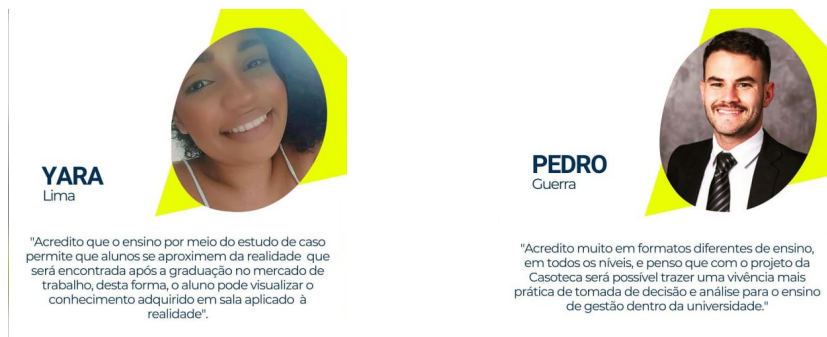 YARA
Lima
"Acredito que o ensino por meio do estudo de caso
permite que alunos se aproximem da realidade que
será encontrada após a graduação no mercado de
trabalho, desta forma, o aluno pode visualizar o
conhecimento adquirido em sala aplicado à
realidade".
PEDRO
Guerra
"Acredito muito em formatos diferentes de ensino,
em todos os níveis, e penso que com o projeto da
Casoteca será possível trazer uma vivência mais
prática de tomada de decisão e análise para o ensino
de gestão dentro da universidade."